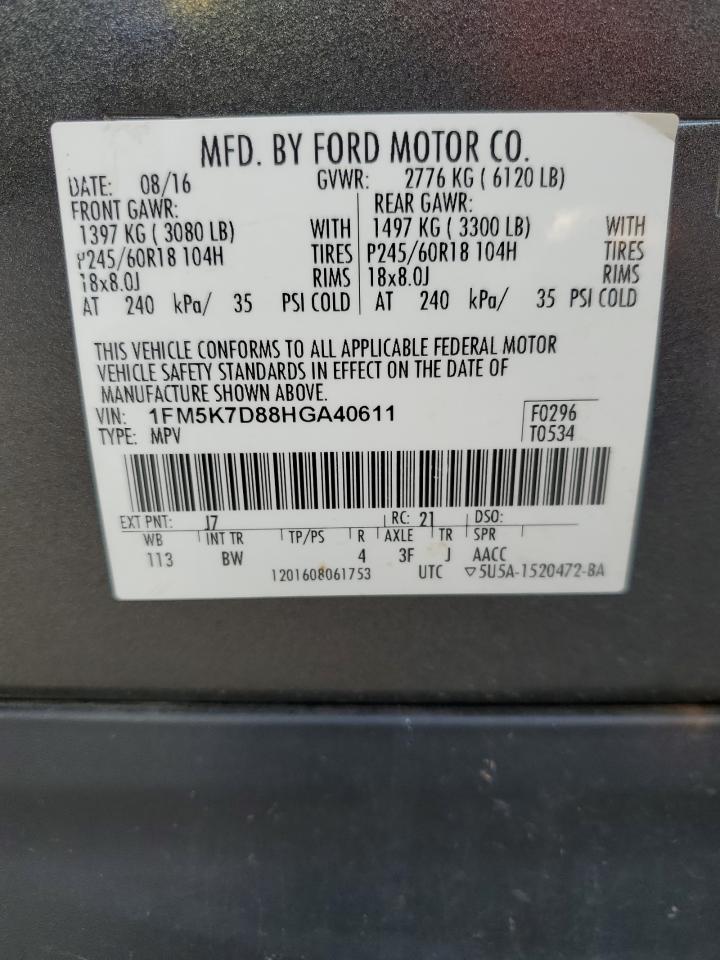 MFD. BY FORD MOTOR CO.
DATE: 08/16 GVWR: 2776 KG ( 6120 LB)
FRONT GAWR: REAR GAWR:
1397 KG ( 3080 LB) WITH 1497 KG ( 3300 LB) WITH
P245/60R18 104H TIRES P245/60R18 104H TIRES
18x8.0J RIMS 18x8.0J RIMS
AT 240 kPa/ 35 PSI COLD AT 240 kPa/ 35 PSI COLD
THIS VEHICLE CONFORMS TO ALL APPLICABLE FEDERAL MOTOR
VEHICLE SAFETY STANDARDS IN EFFECT ON THE DATE OF
MANUFACTURE SHOWN ABOVE.
VIN: 1FM5K7D88HGA40611 F0296
TYPE: MPV T0534
EXT PNT: J7 RC: 21 DSO:
WB INT TR TP/PS R AXLE TR SPR
113 BW 4 3F J AACC
1201608061753 UTC ▽5U5A-1520472-BA